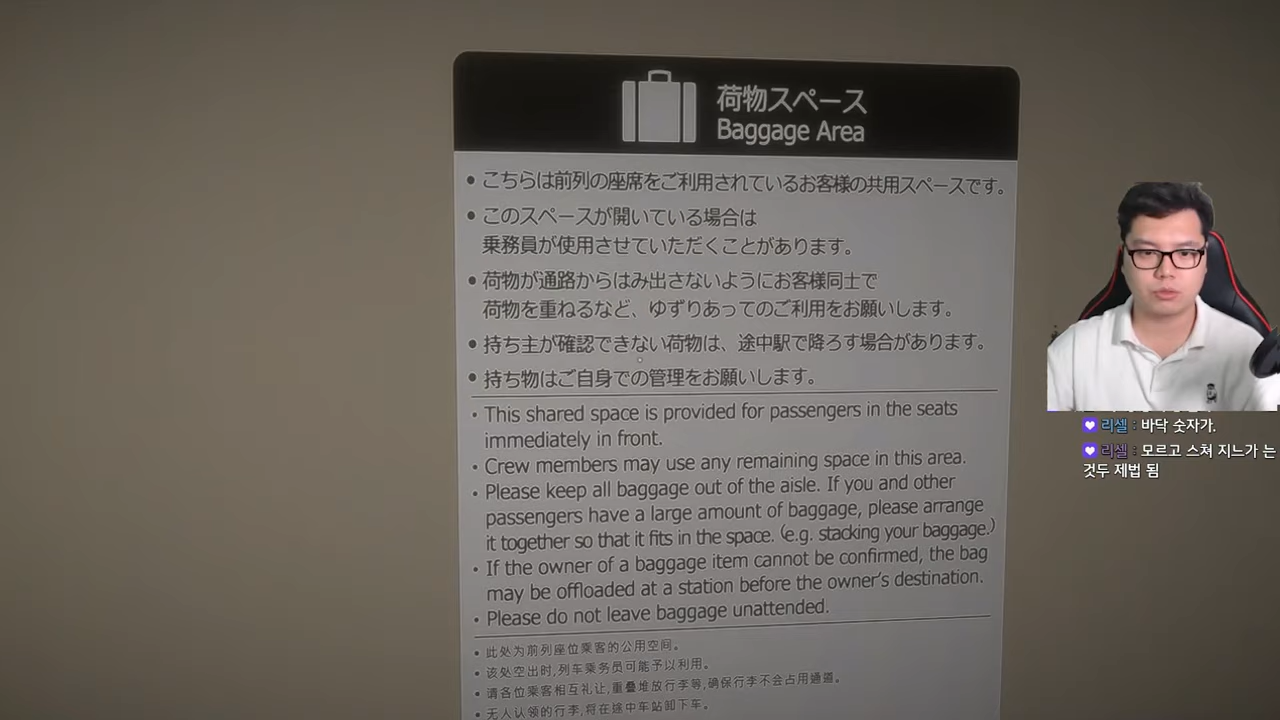 荷物スペース
Baggage Area
• こちらは前列の座席をご利用されているお客様の共用スペースです。
• このスペースが開いている場合は
乗務員が使用させていただくことがあります。
• 荷物が通路からはみ出さないようにお客様同士で
荷物を重ねるなど、ゆずりあってのご利用をお願いします。
• 持ち主が確認できない荷物は、途中駅で降ろす場合があります。
• 持ち物はご自身での管理をお願いします。
• This shared space is provided for passengers in the seats
immediately in front.
• Crew members may use any remaining space in this area.
• Please keep all baggage out of the aisle. If you and other
passengers have a large amount of baggage, please arrange
it together so that it fits in the space. (e.g. stacking your baggage.)
• If the owner of a baggage item cannot be confirmed, the bag
may be offloaded at a station before the owner's destination.
• Please do not leave baggage unattended.
• 此处为前列座位乘客的公用空间。
• 该处空出时,列车乘务员可能予以利用。
• 请各位乘客相互礼让,重叠堆放行李等,确保行李不会占用通道。
• 无人认领的行李,将在途中车站卸下车。
리셀 : 바닥 숫자가.
리셀 : 모르고 스쳐 지느가 는
것두 제법 됨